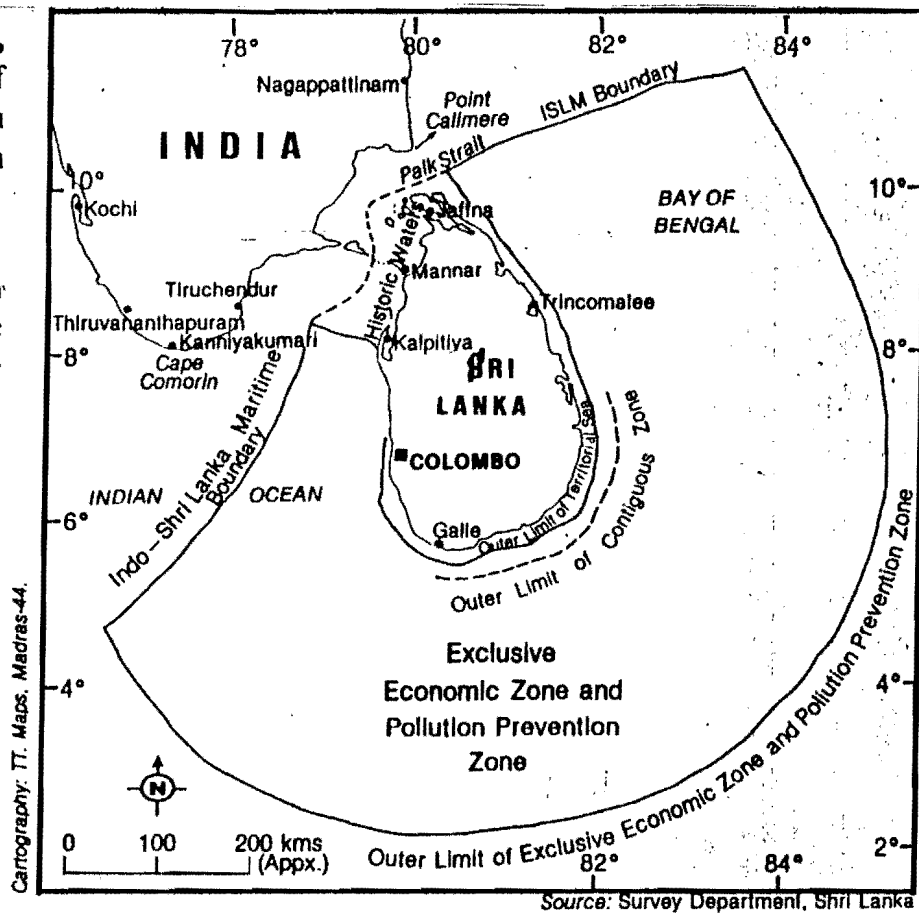 78°
80°
82°
84°
Nagappattinam
Point
Calimere
ISLM Boundary
INDIA
Palk Strait
10°
10°
Kochi
Jaffna
BAY OF
BENGAL
Historic Waters
Mannar
Tiruchendur
Trincomalee
Thiruvananthapuram
Kanniyakumari
Kalpitiya
8°
8°
Cape
Comorin
SRI
LANKA
Indo-Shri Lanka Maritime
Boundary
COLOMBO
Outer Limit of Territorial Sea
Outer Limit of Contiguous Zone
INDIAN OCEAN
6°
Galle
Exclusive
Economic Zone and
Pollution Prevention
Zone
4°
4°
N
0 100 200 kms
(Appx.)
Outer Limit of Exclusive Economic Zone and Pollution Prevention Zone
2°
82°
84°
Cartography: TT. Maps, Madras-44.
Source: Survey Department, Shri Lanka